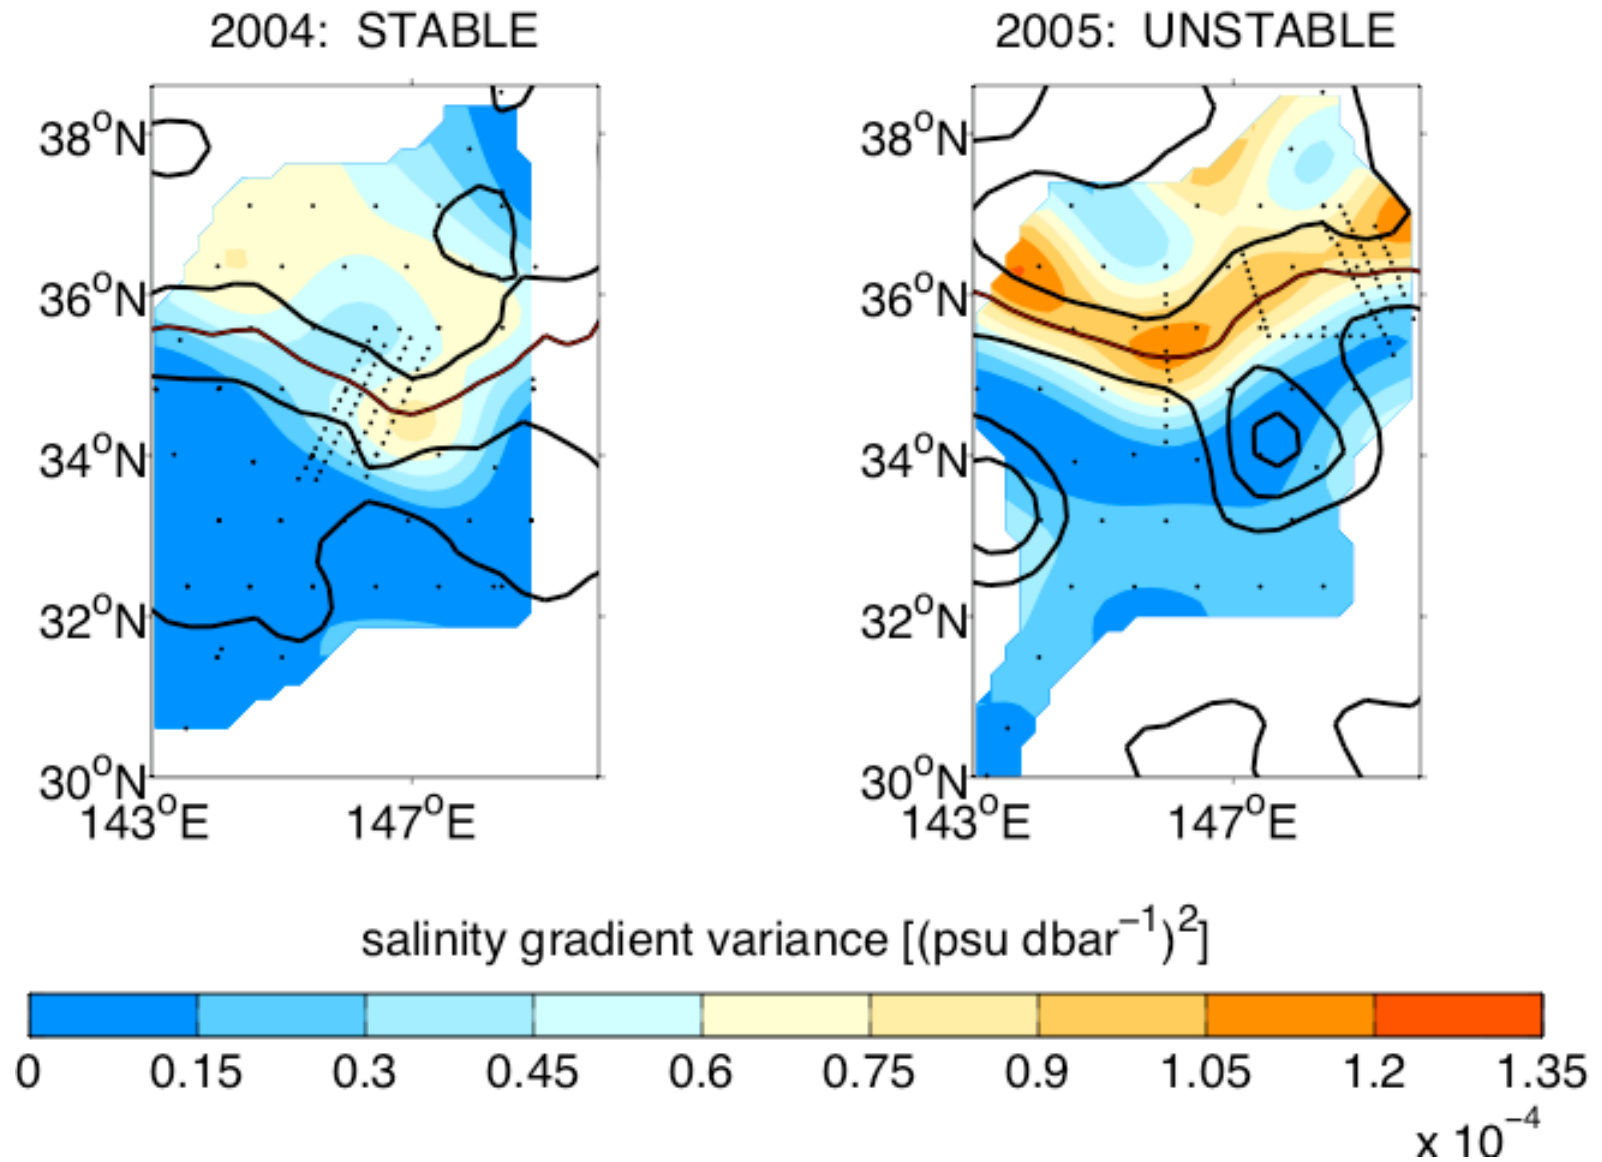 2004: STABLE 2005: UNSTABLE
38°N 38°N
36°N 36°N
34°N 34°N
32°N 32°N
30°N 30°N
143°E 147°E 143°E 147°E
salinity gradient variance [(psu dbar⁻¹)²]
0 0.15 0.3 0.45 0.6 0.75 0.9 1.05 1.2 1.35
x 10⁻⁴